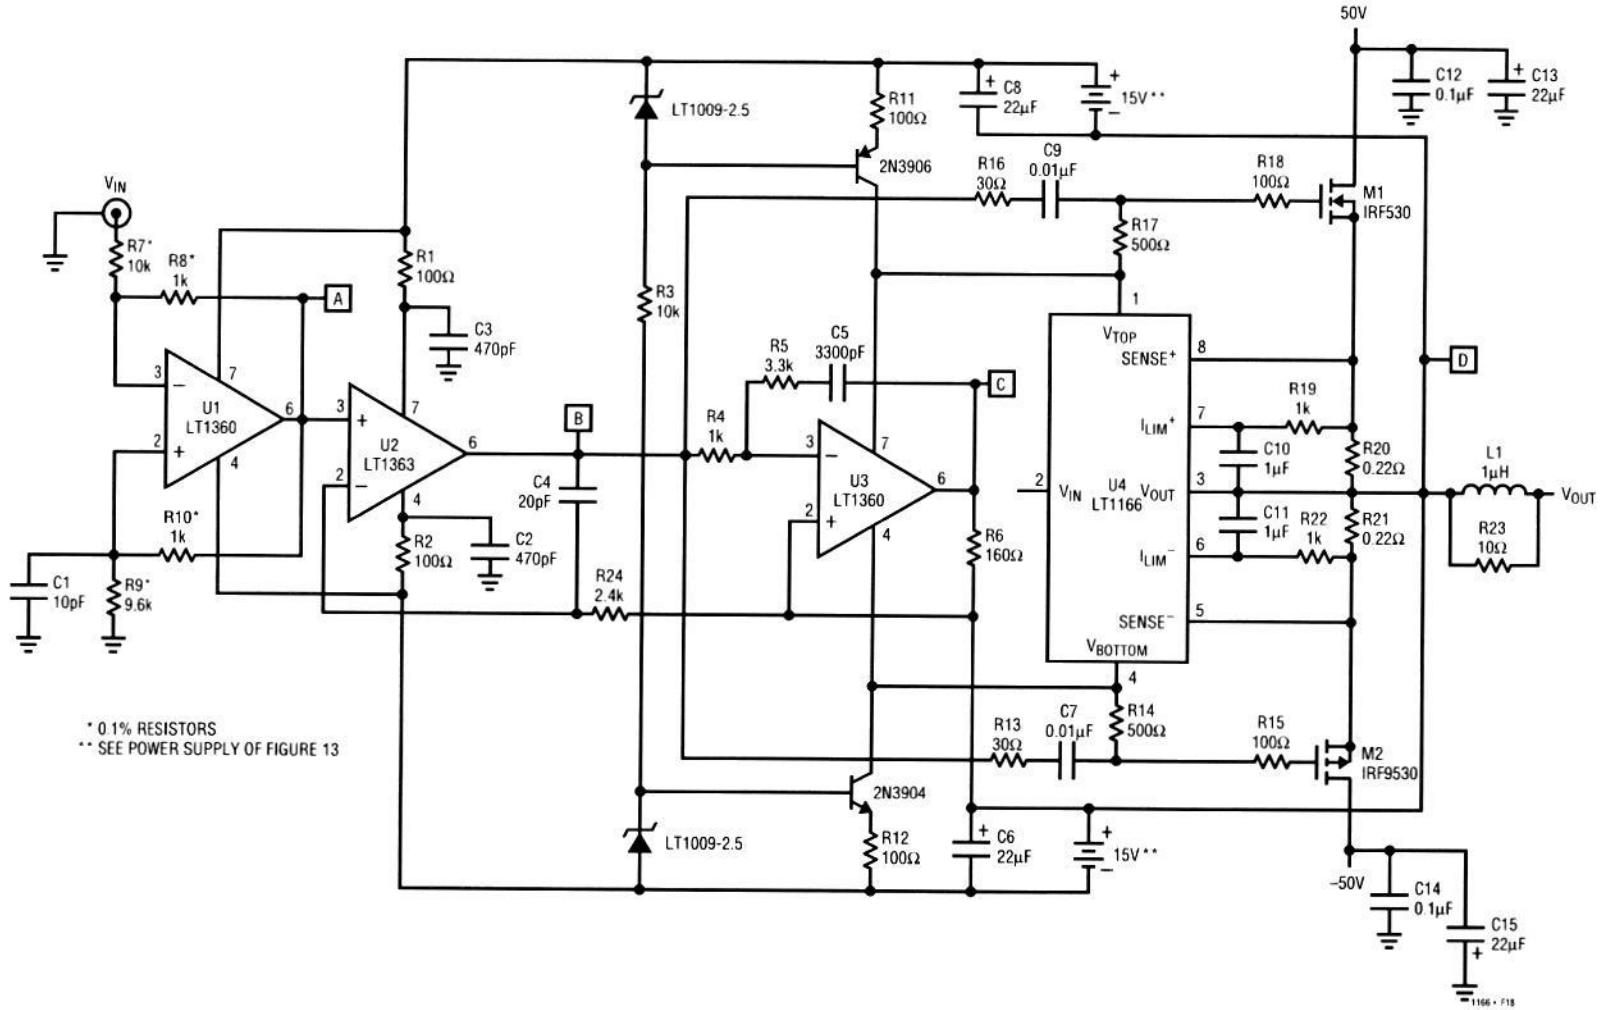 50V
C12
0.1µF
+
C13
22µF
LT1009-2.5
R11
100Ω
+
C8
22µF
+
15V**
−
2N3906
R16
30Ω
C9
0.01µF
R18
100Ω
M1
IRF530
R17
500Ω
VIN
R7*
10k
R8*
1k
A
R1
100Ω
C3
470pF
R3
10k
1
VTOP
SENSE+
8
D
R5
3.3k
C5
3300pF
C
3
−
7
U1
LT1360
6
2
+
4
3
+
7
U2
LT1363
6
2
−
4
B
R4
1k
3
−
7
U3
LT1360
6
2
+
4
C4
20pF
ILIM+
7
R19
1k
C10
1µF
R20
0.22Ω
2
VIN
U4
LT1166
VOUT
3
L1
1µH
VOUT
C11
1µF
R22
1k
R21
0.22Ω
R23
10Ω
ILIM−
6
R10*
1k
R2
100Ω
C2
470pF
R6
160Ω
C1
10pF
R9*
9.6k
R24
2.4k
SENSE−
5
VBOTTOM
4
R13
30Ω
C7
0.01µF
R14
500Ω
R15
100Ω
M2
IRF9530
* 0.1% RESISTORS
** SEE POWER SUPPLY OF FIGURE 13
2N3904
LT1009-2.5
R12
100Ω
+
C6
22µF
+
15V**
−
−50V
C14
0.1µF
C15
22µF
+
1166 • F18